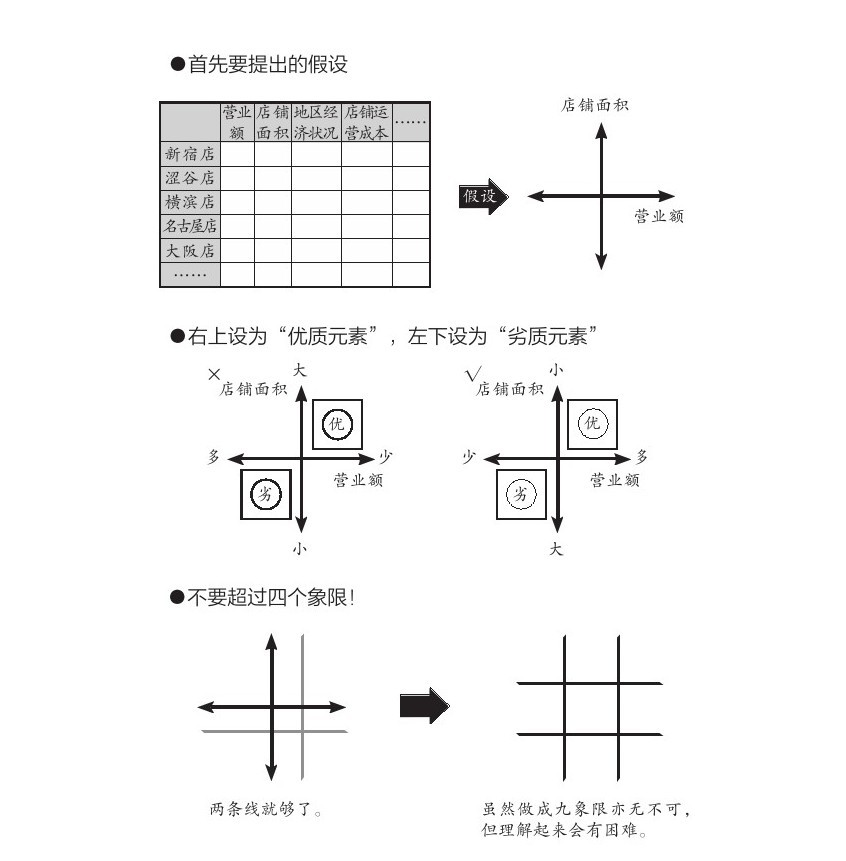 ●首先要提出的假设
营业额 店铺面积 地区经济状况 店铺运营成本 ……
新宿店
涩谷店
横滨店
名古屋店
大阪店
……
假设
店铺面积
营业额
●右上设为“优质元素”，左下设为“劣质元素”
×
大
店铺面积
优
多
少
营业额
劣
小
√
小
店铺面积
优
少
多
营业额
劣
大
●不要超过四个象限！
两条线就够了。
虽然做成九象限亦无不可，
但理解起来会有困难。